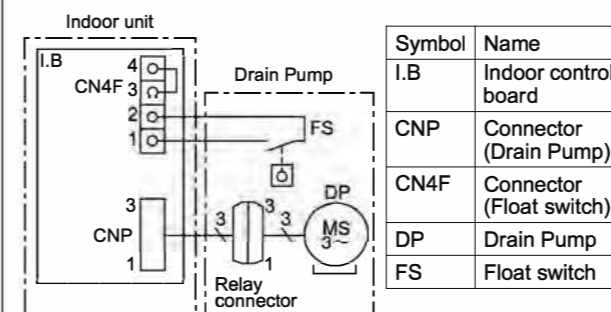 Indoor unit
I.B
4
CN4F 3
2
1
Drain Pump
FS
DP
3
CNP
1
3
3
3
1
MS
3~
Relay
connector
Symbol Name
I.B Indoor control
board
CNP Connector
(Drain Pump)
CN4F Connector
(Float switch)
DP Drain Pump
FS Float switch